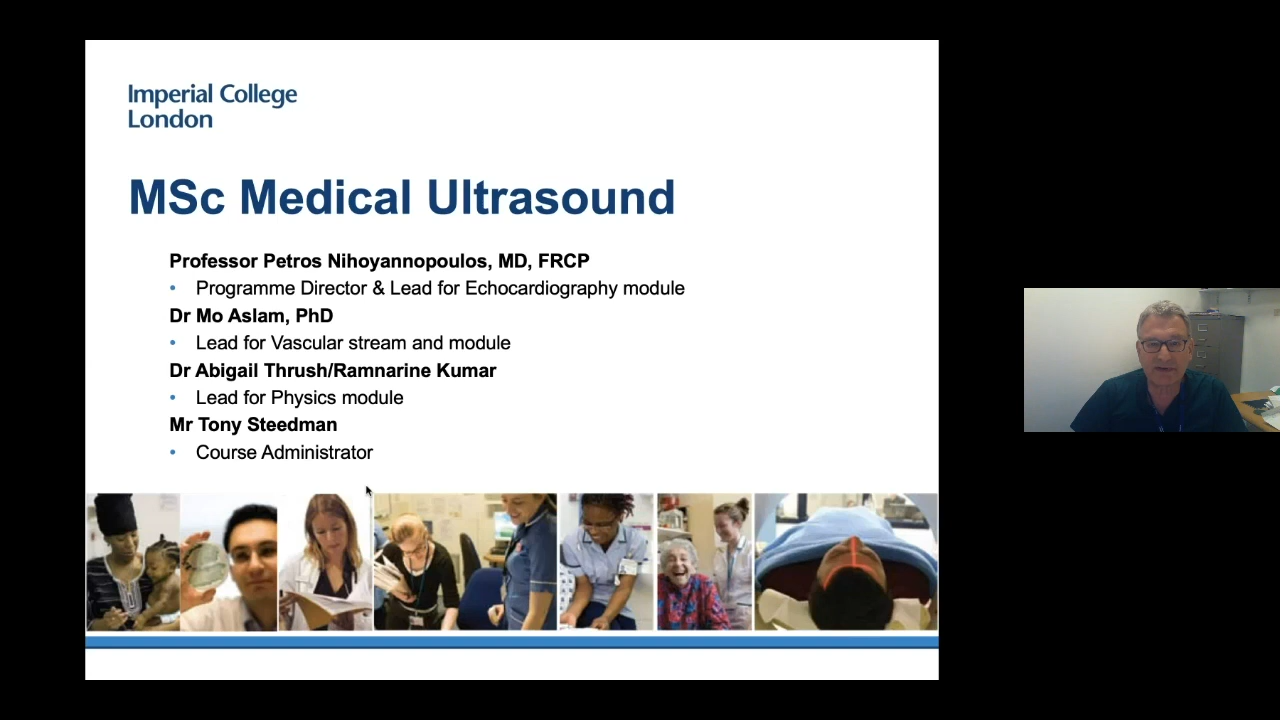 Imperial College
London
MSc Medical Ultrasound
Professor Petros Nihoyannopoulos, MD, FRCP
• Programme Director & Lead for Echocardiography module
Dr Mo Aslam, PhD
• Lead for Vascular stream and module
Dr Abigail Thrush/Ramnarine Kumar
• Lead for Physics module
Mr Tony Steedman
• Course Administrator